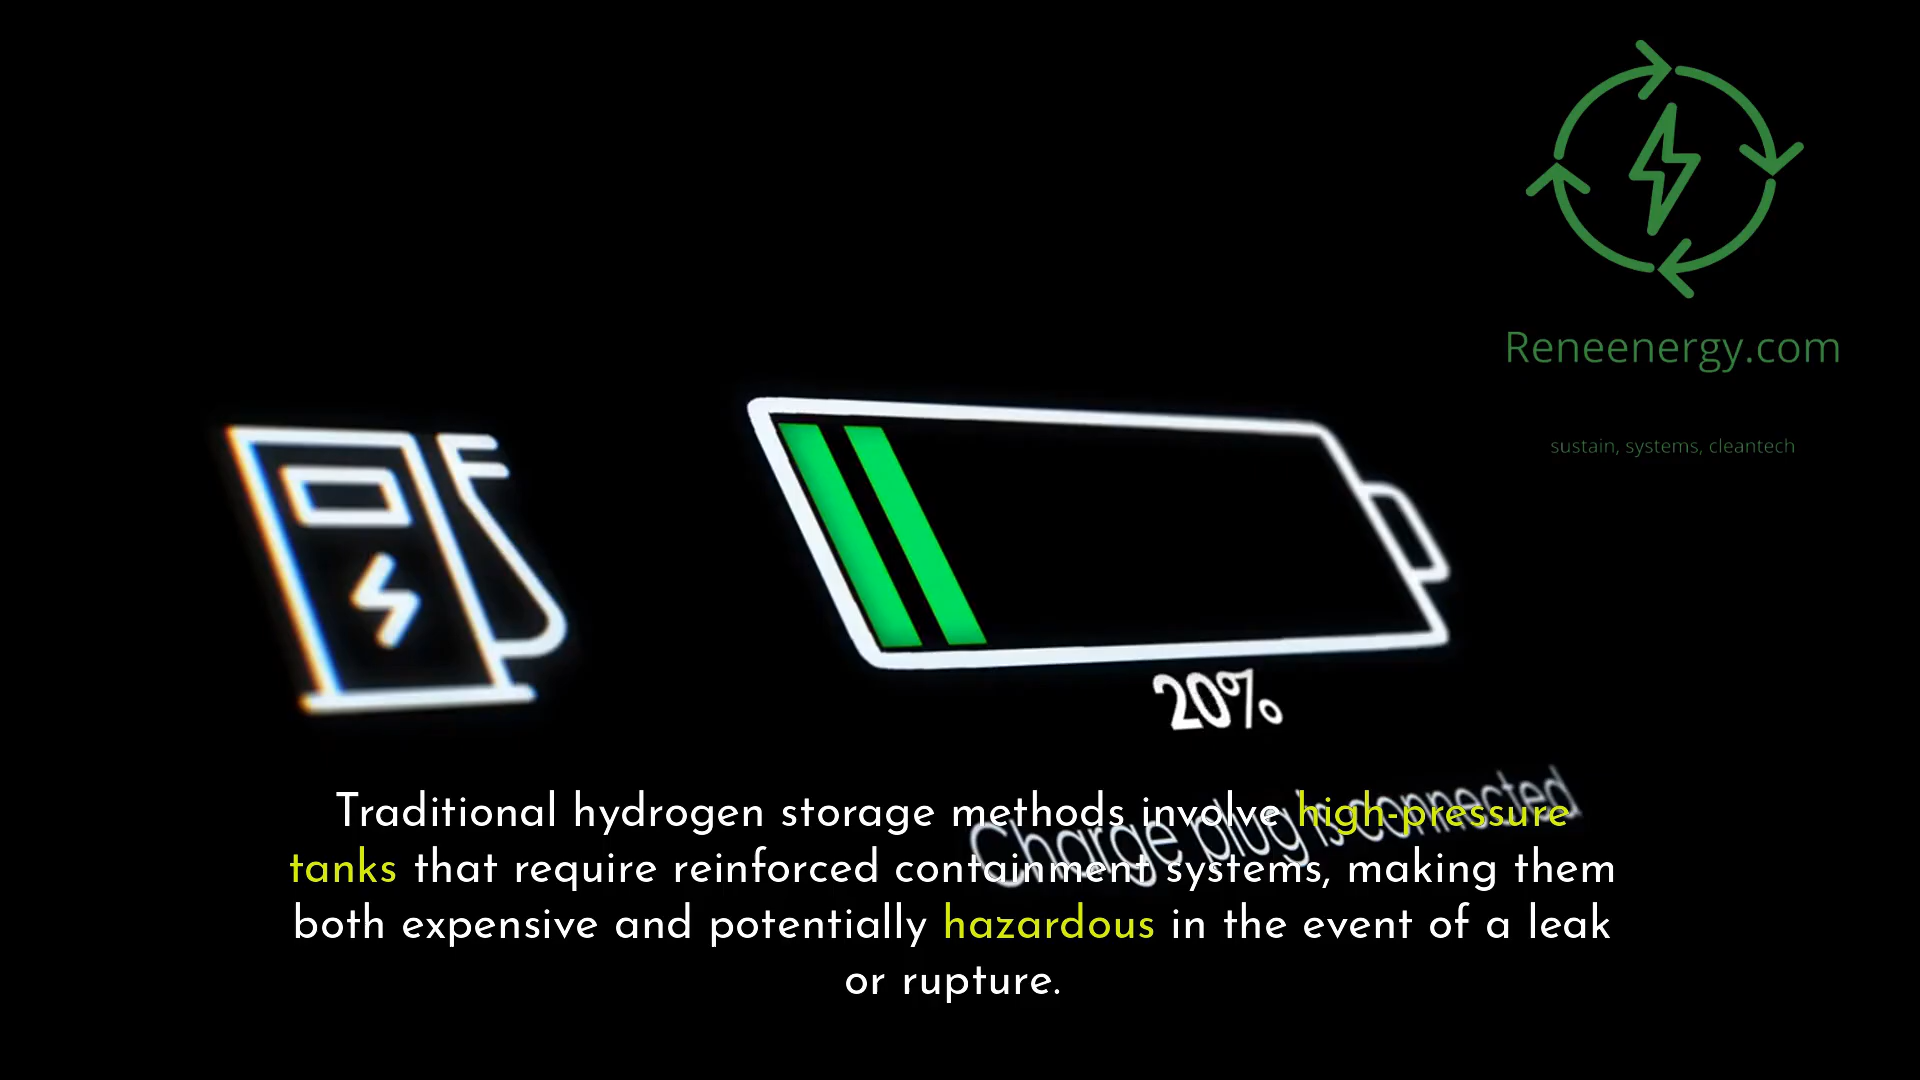 Reneenergy.com
sustain, systems, cleantech
20%
Charge plug is connected
Traditional hydrogen storage methods involve high-pressure
tanks that require reinforced containment systems, making them
both expensive and potentially hazardous in the event of a leak
or rupture.